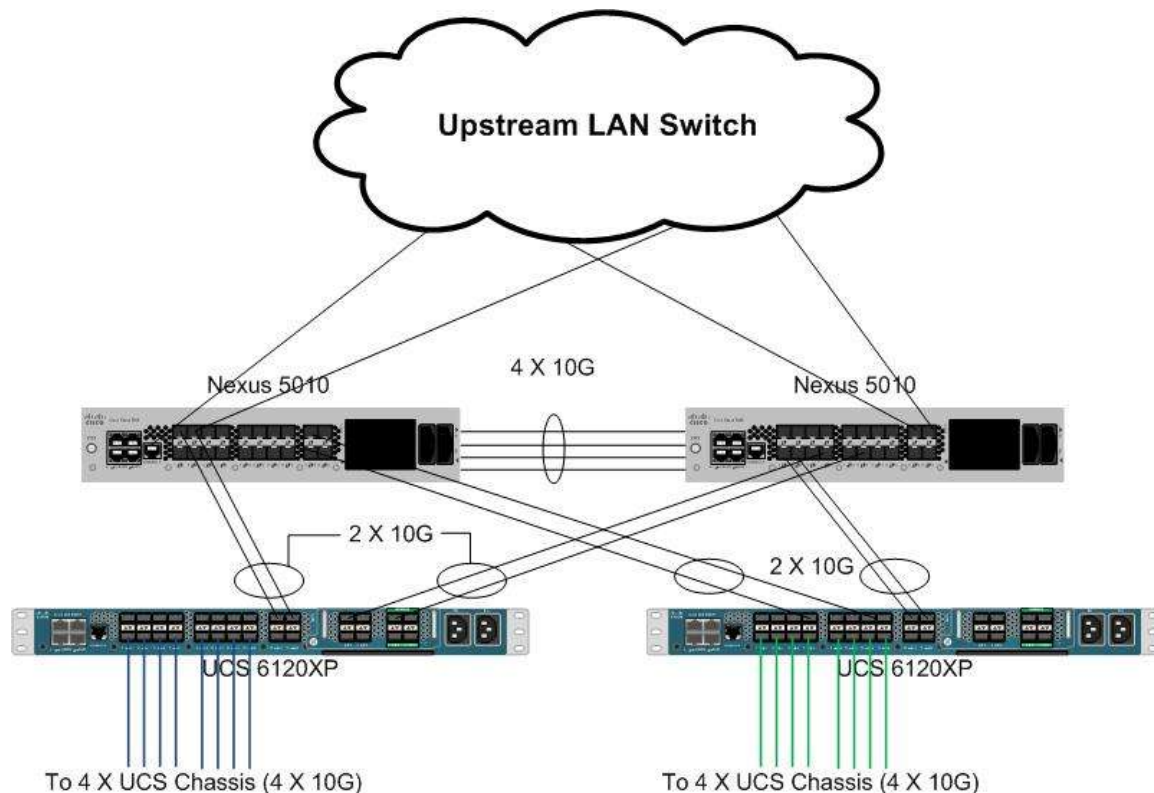 Upstream LAN Switch
4 X 10G
Nexus 5010
Nexus 5010
2 X 10G
2 X 10G
UCS 6120XP
UCS 6120XP
To 4 X UCS Chassis (4 X 10G)
To 4 X UCS Chassis (4 X 10G)